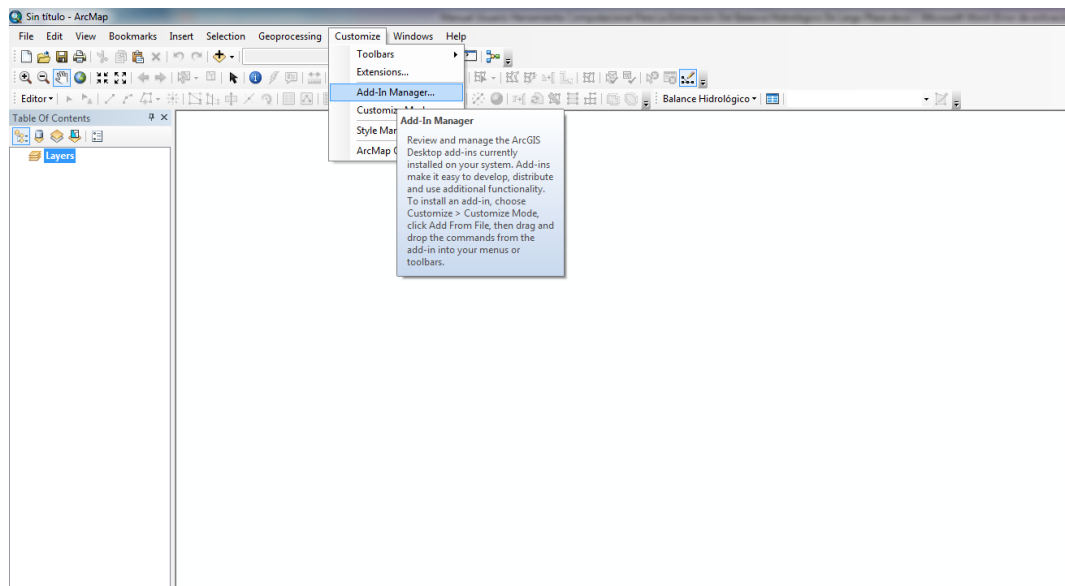 Sin título - ArcMap
File Edit View Bookmarks Insert Selection Geoprocessing Customize Windows Help
Toolbars
Extensions...
Add-In Manager...
Editor
Balance Hidrológico
Customiz
Table Of Contents
Style Mar
ArcMap
Layers
Add-In Manager
Review and manage the ArcGIS
Desktop add-ins currently
installed on your system. Add-ins
make it easy to develop, distribute
and use additional functionality.
To install an add-in, choose
Customize > Customize Mode,
click Add From File, then drag and
drop the commands from the
add-in into your menus or
toolbars.